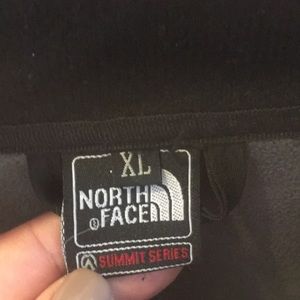 XL
NORTH
® FACE
SUMMIT SERIES